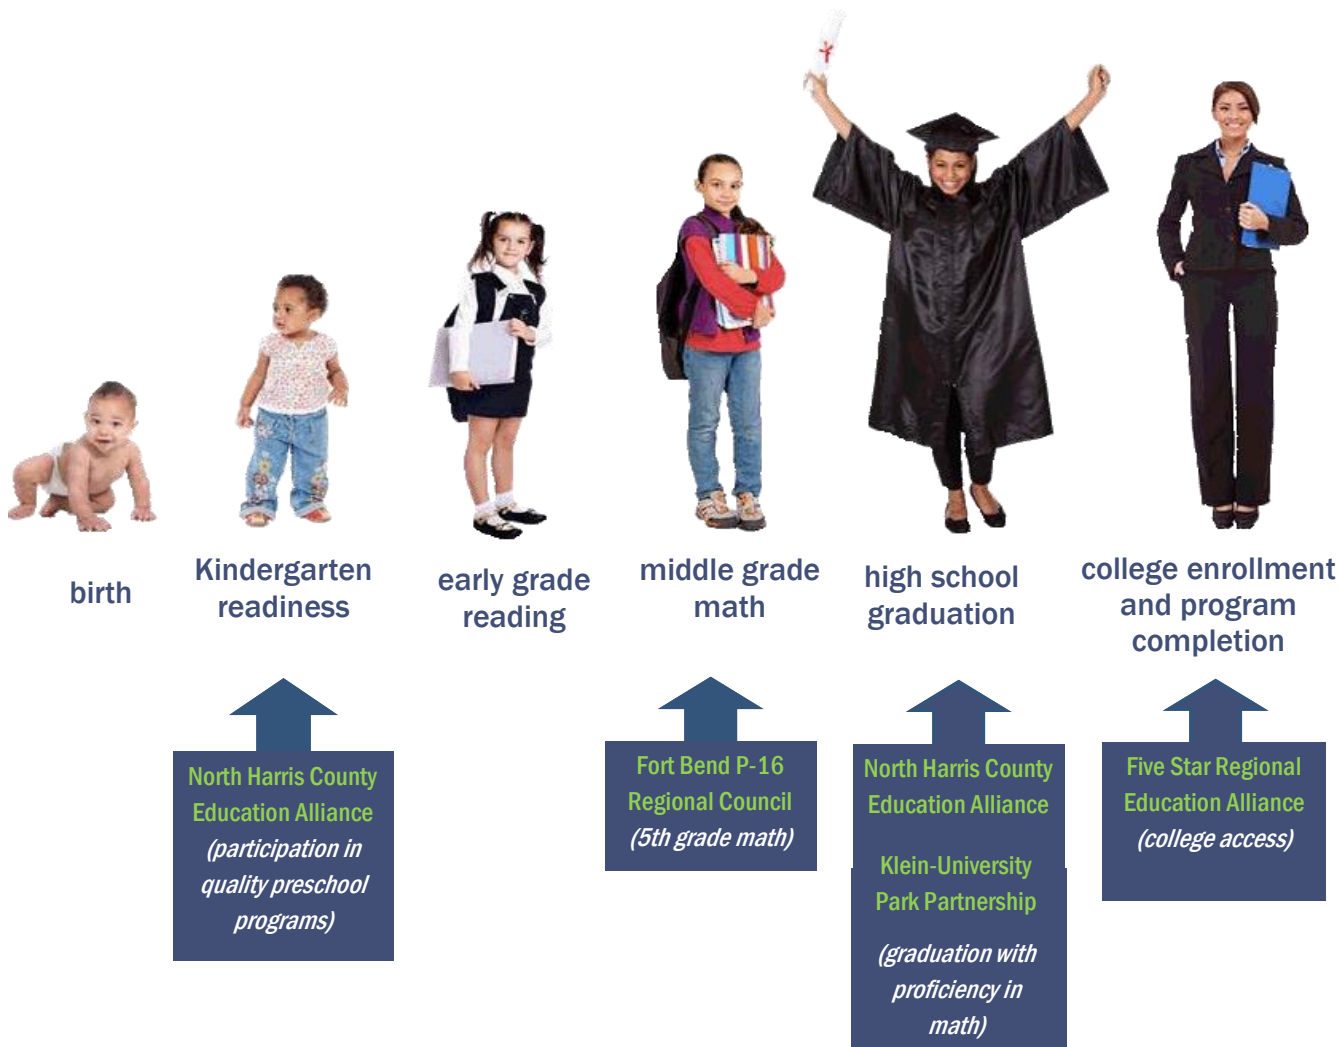 birth
Kindergarten
readiness
early grade
reading
middle grade
math
high school
graduation
college enrollment
and program
completion
North Harris County
Education Alliance
(participation in
quality preschool
programs)
Fort Bend P-16
Regional Council
(5th grade math)
North Harris County
Education Alliance
Klein-University
Park Partnership
(graduation with
proficiency in
math)
Five Star Regional
Education Alliance
(college access)